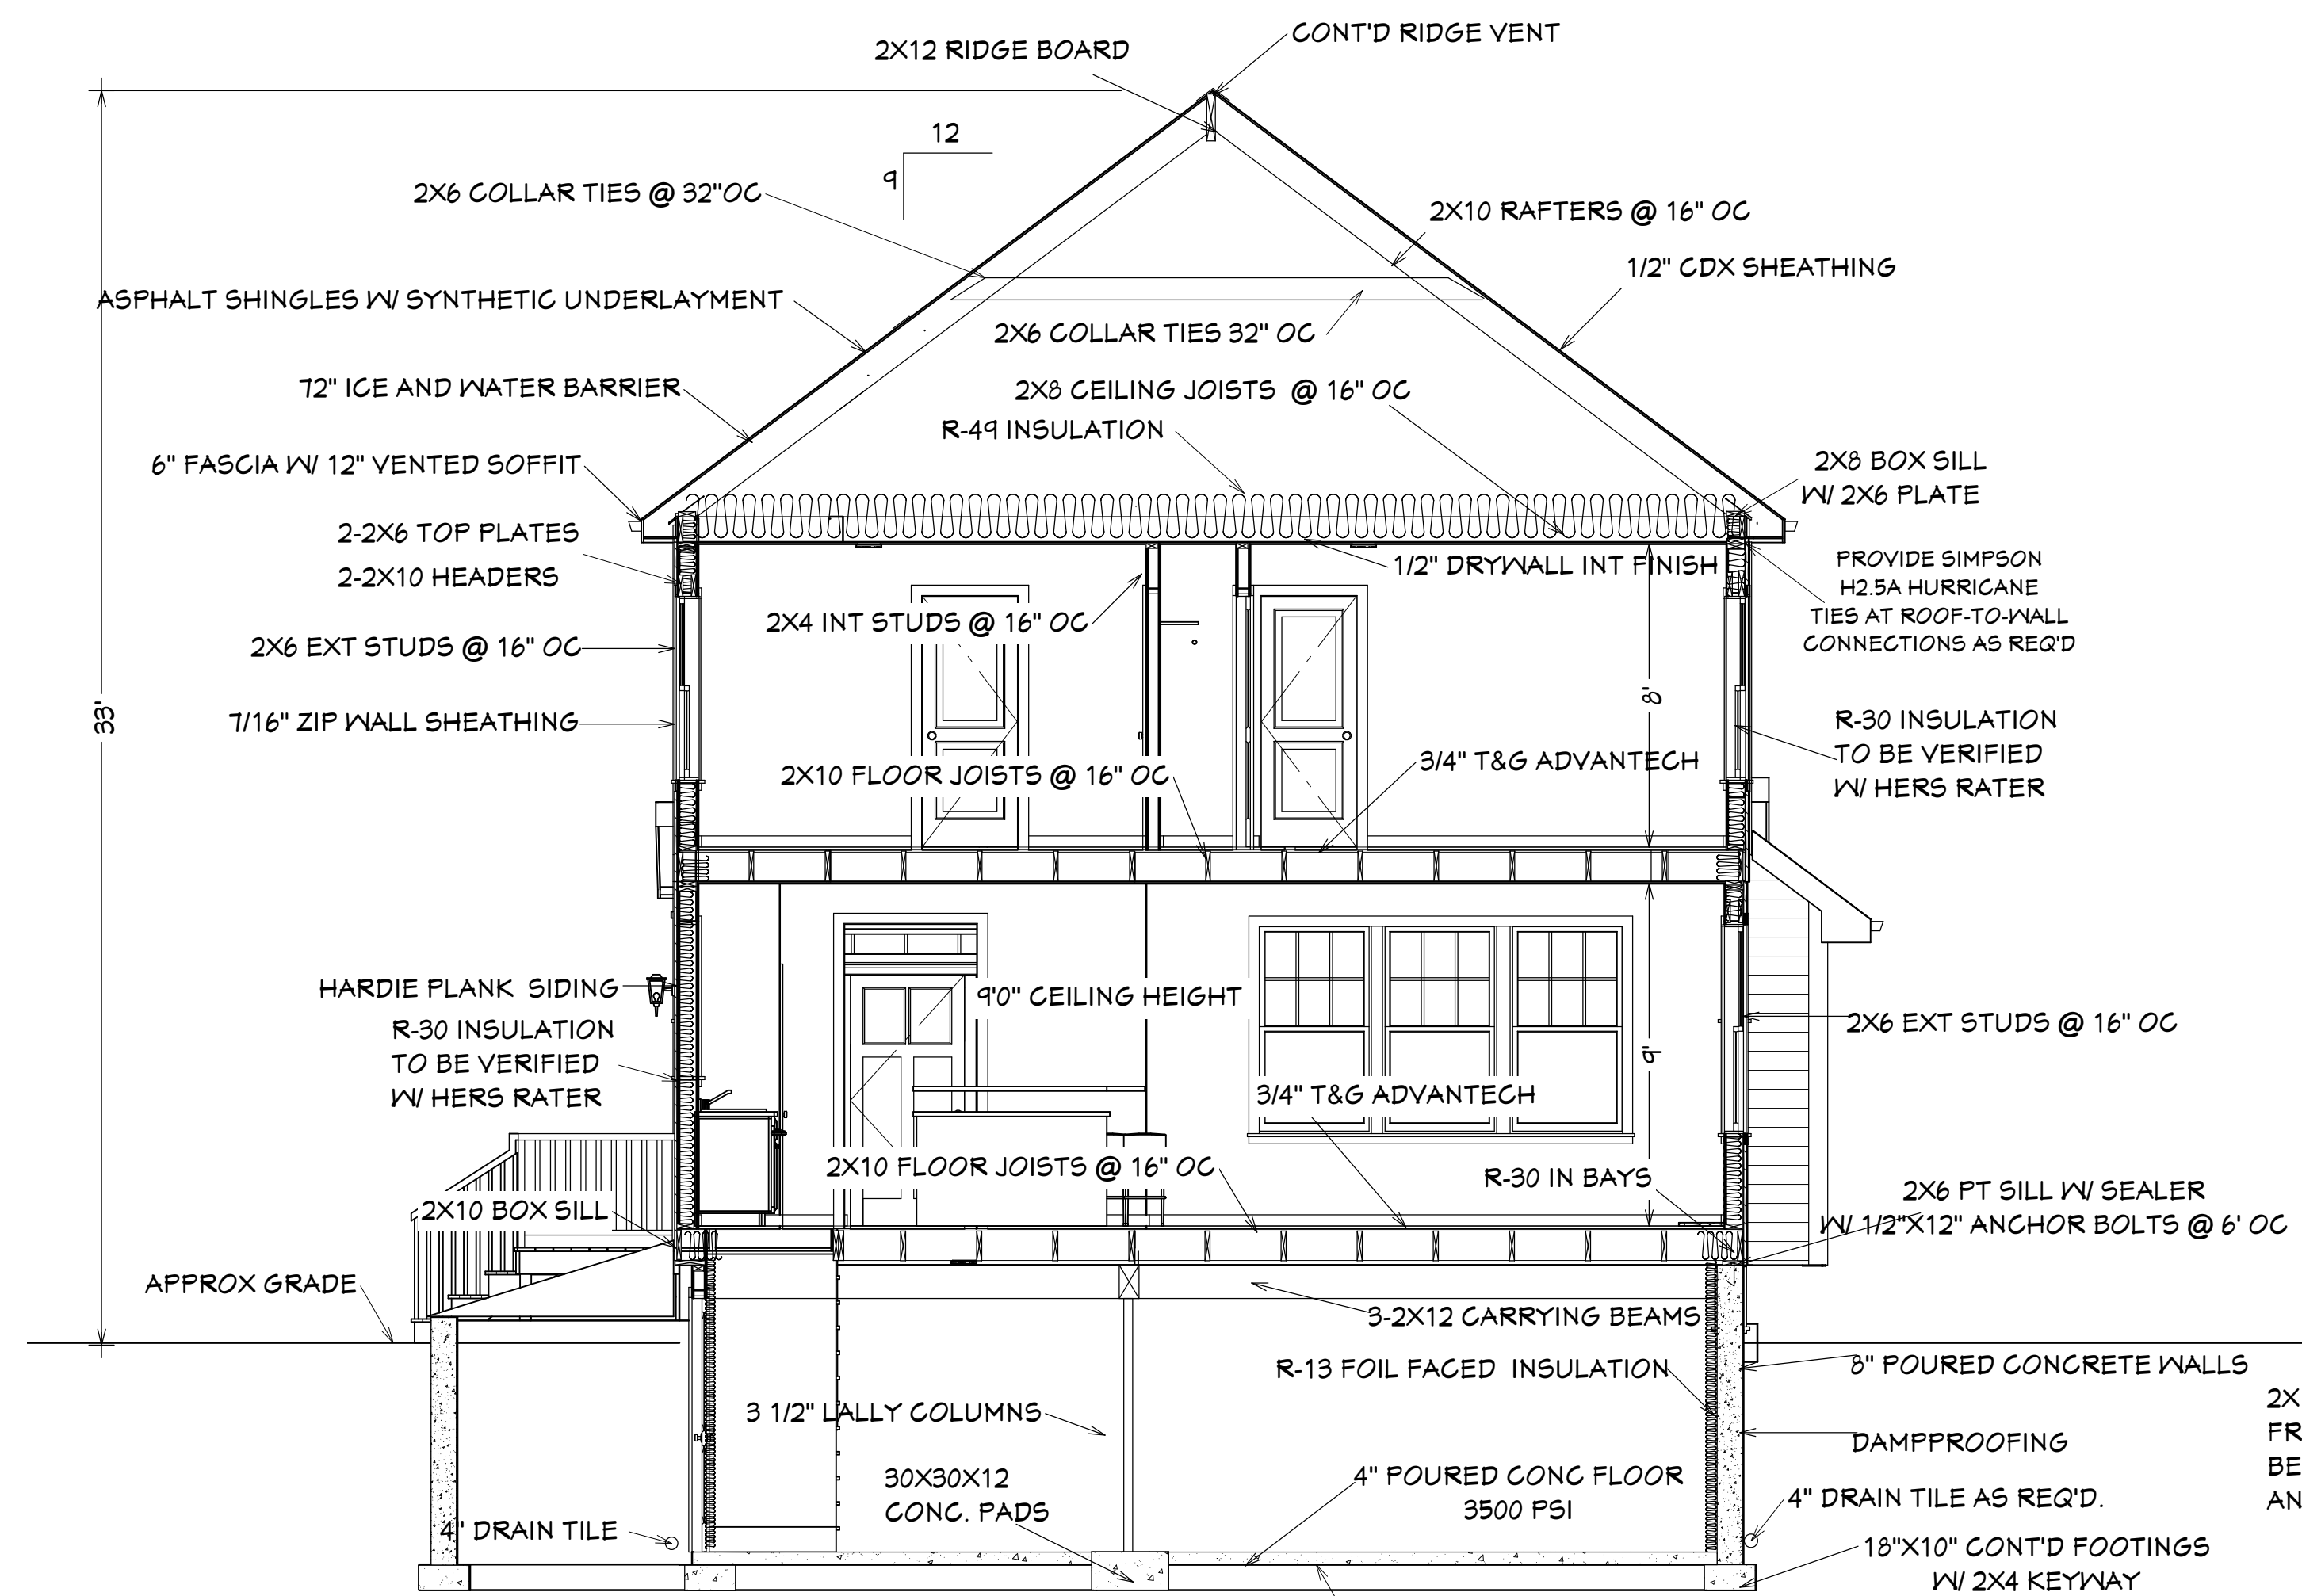 CONT'D RIDGE VENT
2X12 RIDGE BOARD
12
9
2X6 COLLAR TIES @ 32"OC
2X10 RAFTERS @ 16" OC
1/2" CDX SHEATHING
ASPHALT SHINGLES W/ SYNTHETIC UNDERLAYMENT
2X6 COLLAR TIES 32" OC
72" ICE AND WATER BARRIER
2X8 CEILING JOISTS @ 16" OC
R-49 INSULATION
6" FASCIA W/ 12" VENTED SOFFIT
2X8 BOX SILL
W/ 2X6 PLATE
2-2X6 TOP PLATES
2-2X10 HEADERS
1/2" DRYWALL INT FINISH
PROVIDE SIMPSON
H2.5A HURRICANE
TIES AT ROOF-TO-WALL
CONNECTIONS AS REQ'D
2X4 INT STUDS @ 16" OC
2X6 EXT STUDS @ 16" OC
33'
8'
7/16" ZIP WALL SHEATHING
R-30 INSULATION
TO BE VERIFIED
W/ HERS RATER
2X10 FLOOR JOISTS @ 16" OC
3/4" T&G ADVANTECH
HARDIE PLANK SIDING
9'0" CEILING HEIGHT
R-30 INSULATION
TO BE VERIFIED
W/ HERS RATER
2X6 EXT STUDS @ 16" OC
9'
3/4" T&G ADVANTECH
2X10 FLOOR JOISTS @ 16" OC
R-30 IN BAYS
2X10 BOX SILL
2X6 PT SILL W/ SEALER
W/ 1/2"X12" ANCHOR BOLTS @ 6' OC
APPROX GRADE
3-2X12 CARRYING BEAMS
R-13 FOIL FACED INSULATION
8" POURED CONCRETE WALLS
2X
FR
BE
AN
3 1/2" LALLY COLUMNS
DAMPPROOFING
30X30X12
CONC. PADS
4" POURED CONC FLOOR
3500 PSI
4" DRAIN TILE AS REQ'D.
4" DRAIN TILE
18"X10" CONT'D FOOTINGS
W/ 2X4 KEYWAY